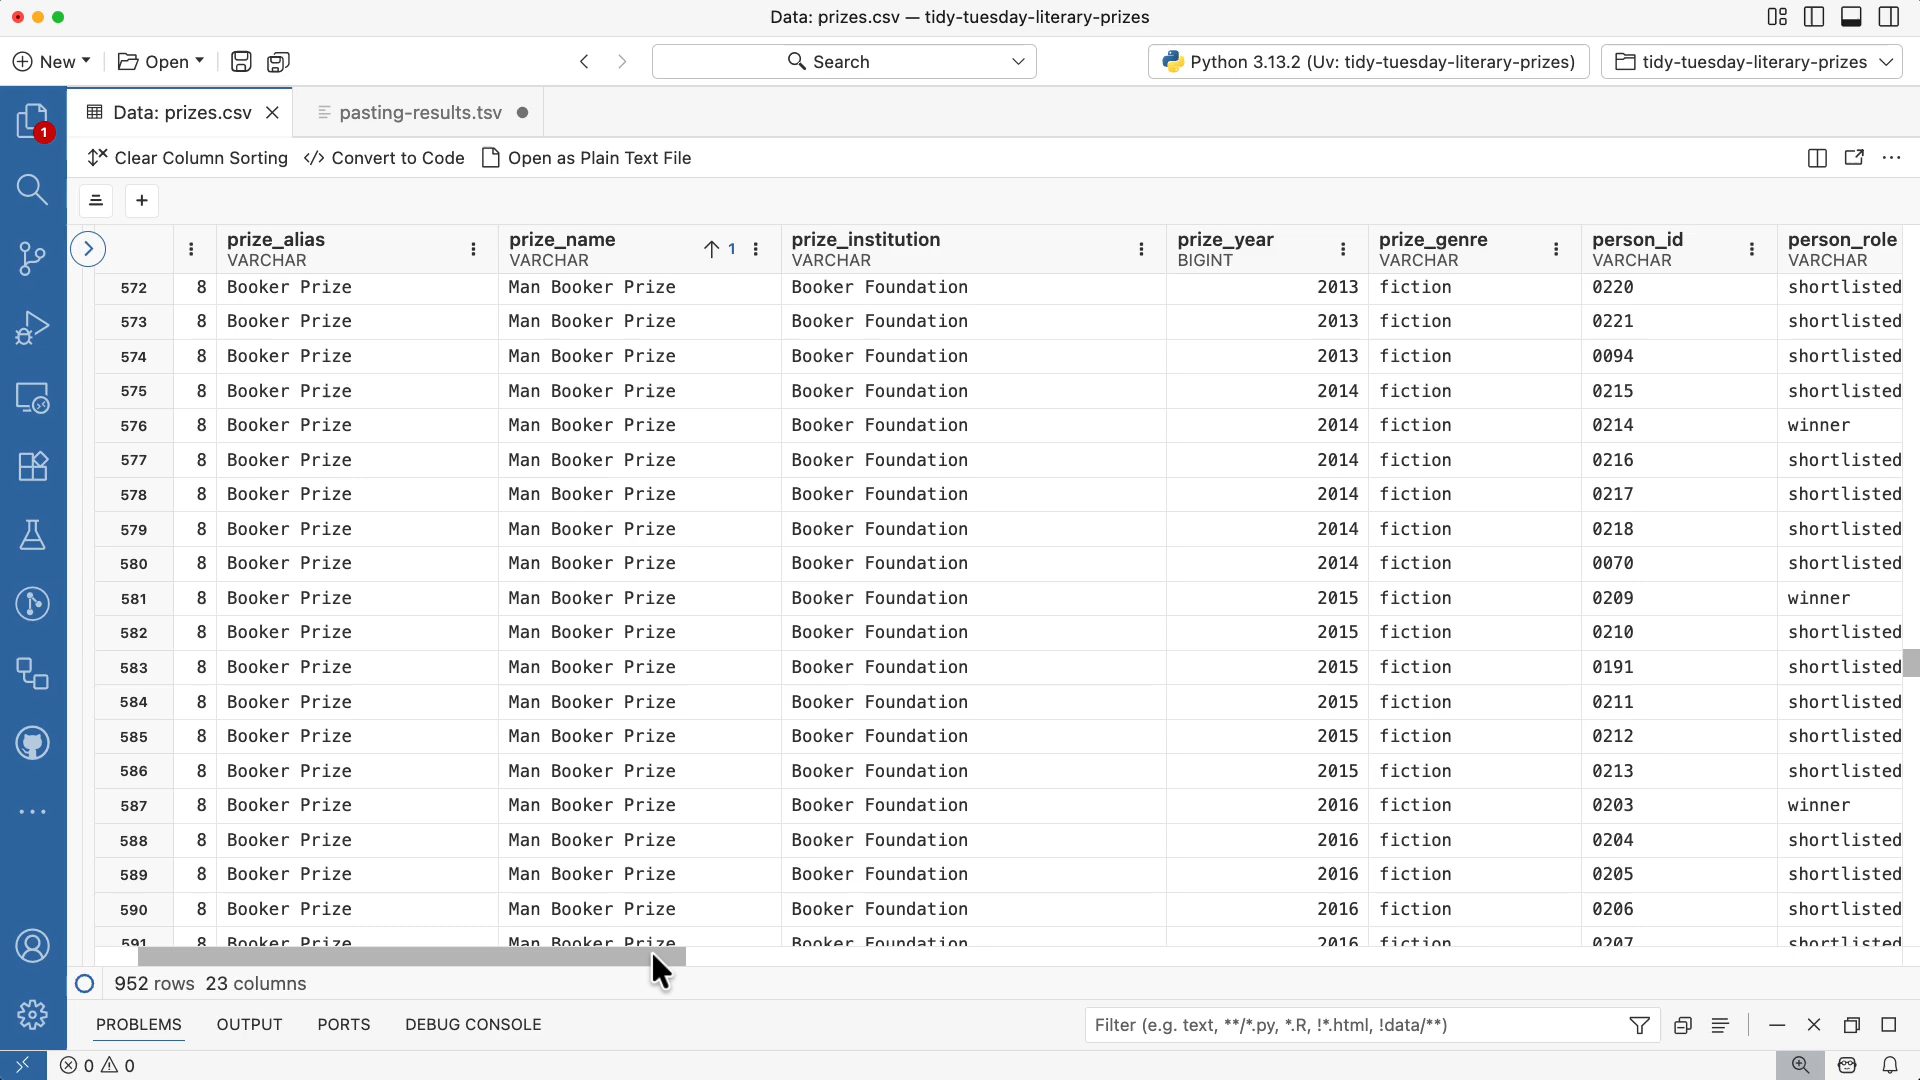 Data: prizes.csv — tidy-tuesday-literary-prizes
New Open Search Python 3.13.2 (Uv: tidy-tuesday-literary-prizes) tidy-tuesday-literary-prizes
1 Data: prizes.csv pasting-results.tsv
Clear Column Sorting </> Convert to Code Open as Plain Text File
prize_alias prize_name 1 prize_institution prize_year prize_genre person_id person_role
VARCHAR VARCHAR VARCHAR BIGINT VARCHAR VARCHAR VARCHAR
572 8 Booker Prize Man Booker Prize Booker Foundation 2013 fiction 0220 shortlisted
573 8 Booker Prize Man Booker Prize Booker Foundation 2013 fiction 0221 shortlisted
574 8 Booker Prize Man Booker Prize Booker Foundation 2013 fiction 0094 shortlisted
575 8 Booker Prize Man Booker Prize Booker Foundation 2014 fiction 0215 shortlisted
576 8 Booker Prize Man Booker Prize Booker Foundation 2014 fiction 0214 winner
577 8 Booker Prize Man Booker Prize Booker Foundation 2014 fiction 0216 shortlisted
578 8 Booker Prize Man Booker Prize Booker Foundation 2014 fiction 0217 shortlisted
579 8 Booker Prize Man Booker Prize Booker Foundation 2014 fiction 0218 shortlisted
580 8 Booker Prize Man Booker Prize Booker Foundation 2014 fiction 0070 shortlisted
581 8 Booker Prize Man Booker Prize Booker Foundation 2015 fiction 0209 winner
582 8 Booker Prize Man Booker Prize Booker Foundation 2015 fiction 0210 shortlisted
583 8 Booker Prize Man Booker Prize Booker Foundation 2015 fiction 0191 shortlisted
584 8 Booker Prize Man Booker Prize Booker Foundation 2015 fiction 0211 shortlisted
585 8 Booker Prize Man Booker Prize Booker Foundation 2015 fiction 0212 shortlisted
586 8 Booker Prize Man Booker Prize Booker Foundation 2015 fiction 0213 shortlisted
587 8 Booker Prize Man Booker Prize Booker Foundation 2016 fiction 0203 winner
588 8 Booker Prize Man Booker Prize Booker Foundation 2016 fiction 0204 shortlisted
589 8 Booker Prize Man Booker Prize Booker Foundation 2016 fiction 0205 shortlisted
590 8 Booker Prize Man Booker Prize Booker Foundation 2016 fiction 0206 shortlisted
591 8 Booker Prize Man Booker Prize Booker Foundation 2016 fiction 0207 shortlisted
952 rows 23 columns
PROBLEMS OUTPUT PORTS DEBUG CONSOLE Filter (e.g. text, **/*.py, *.R, !*.html, !data/**)
0 0